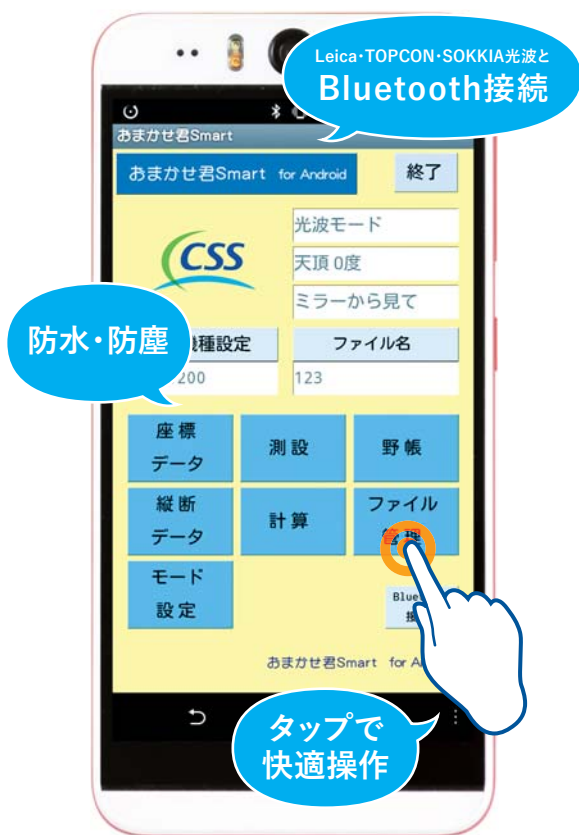 Leica・TOPCON・SOKKIA光波と
Bluetooth接続
おまかせ君Smart
おまかせ君Smart for Android
終了
光波モード
CSS
天頂 0度
ミラーから見て
防水・防塵
種設定
ファイル名
200
123
座標
データ
測設
野帳
縦断
データ
計算
ファイル
管理
モード
設定
おまかせ君Smart for
タップで
快適操作